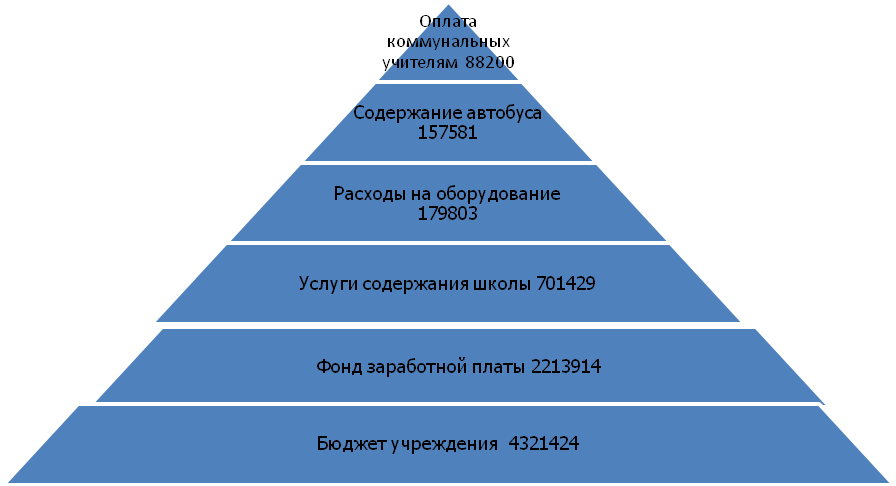 Оплата
коммунальных
учителям 88200
Содержание автобуса
157581
Расходы на оборудование
179803
Услуги содержания школы 701429
Фонд заработной платы 2213914
Бюджет учреждения 4321424